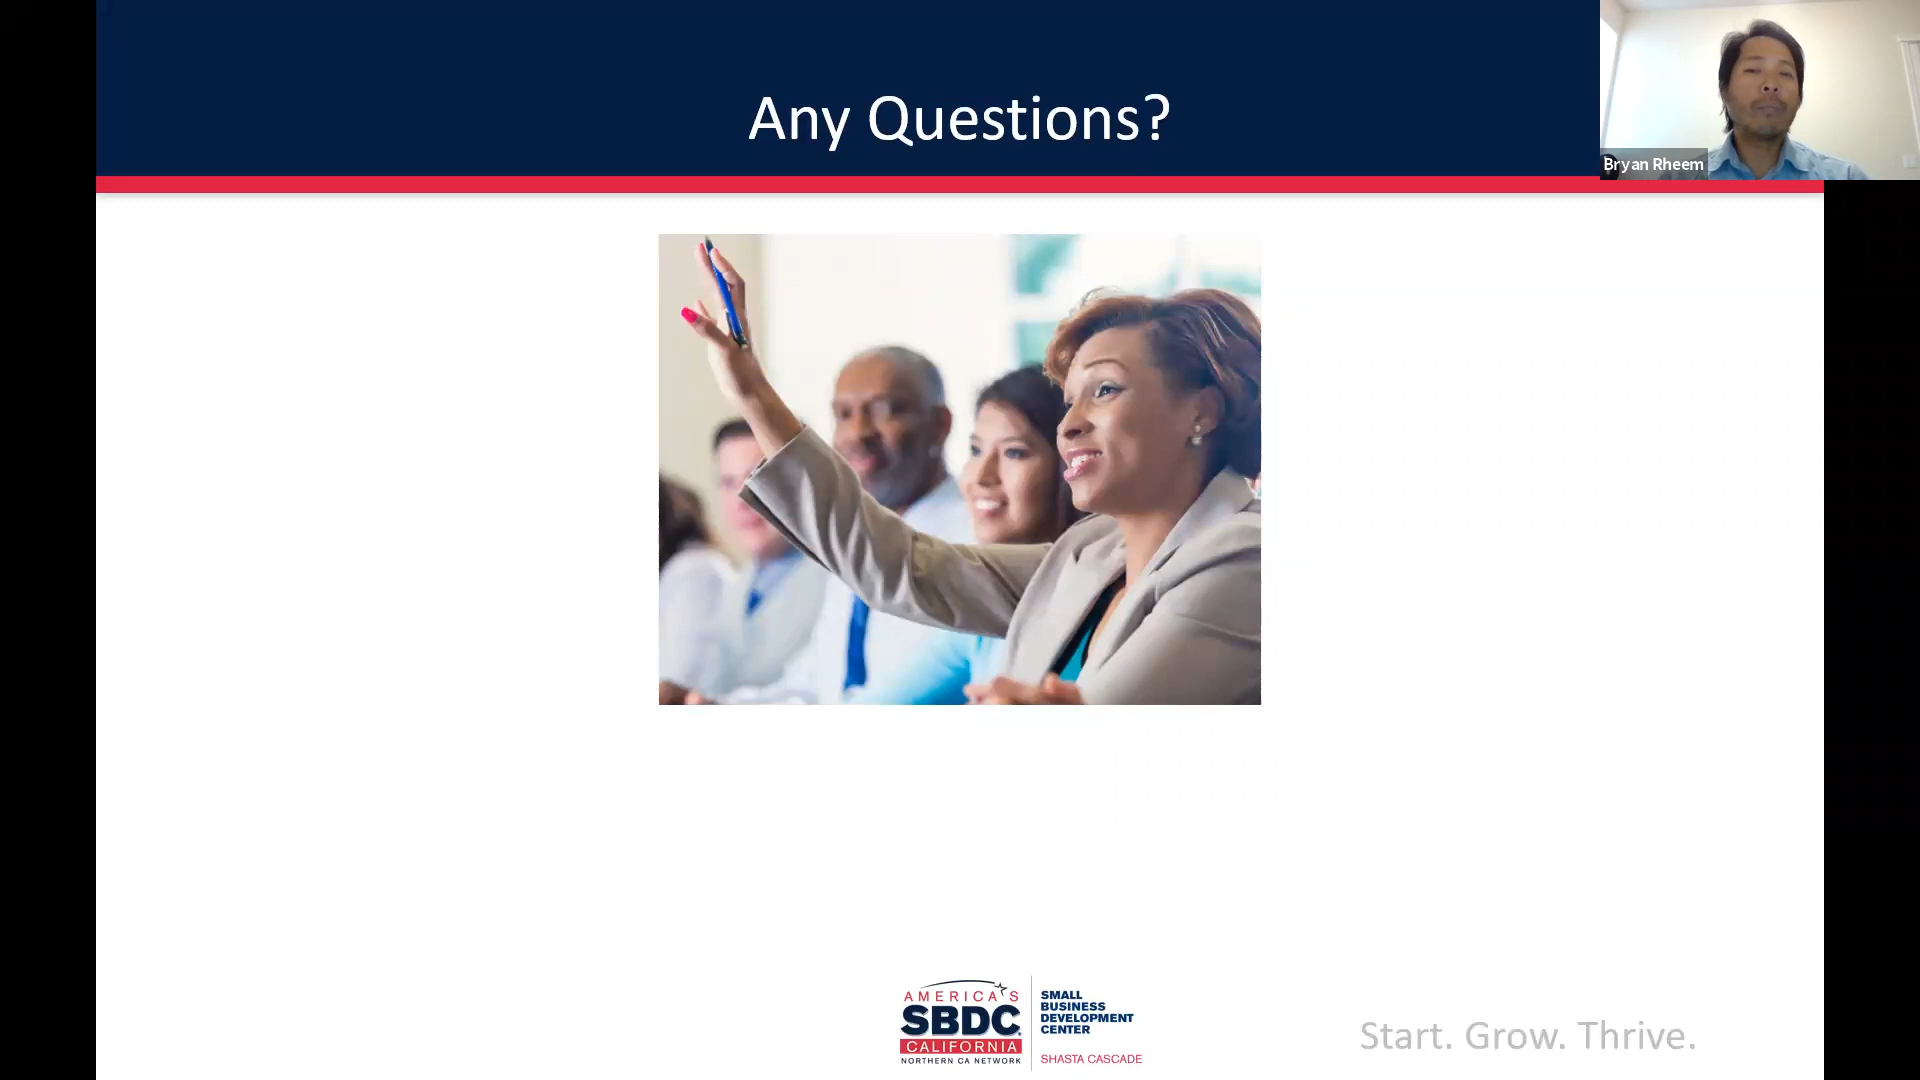 Any Questions?
Bryan Rheem
AMERICA'S
SBDC
CALIFORNIA
NORTHERN CA NETWORK
SMALL
BUSINESS
DEVELOPMENT
CENTER
SHASTA CASCADE
Start. Grow. Thrive.